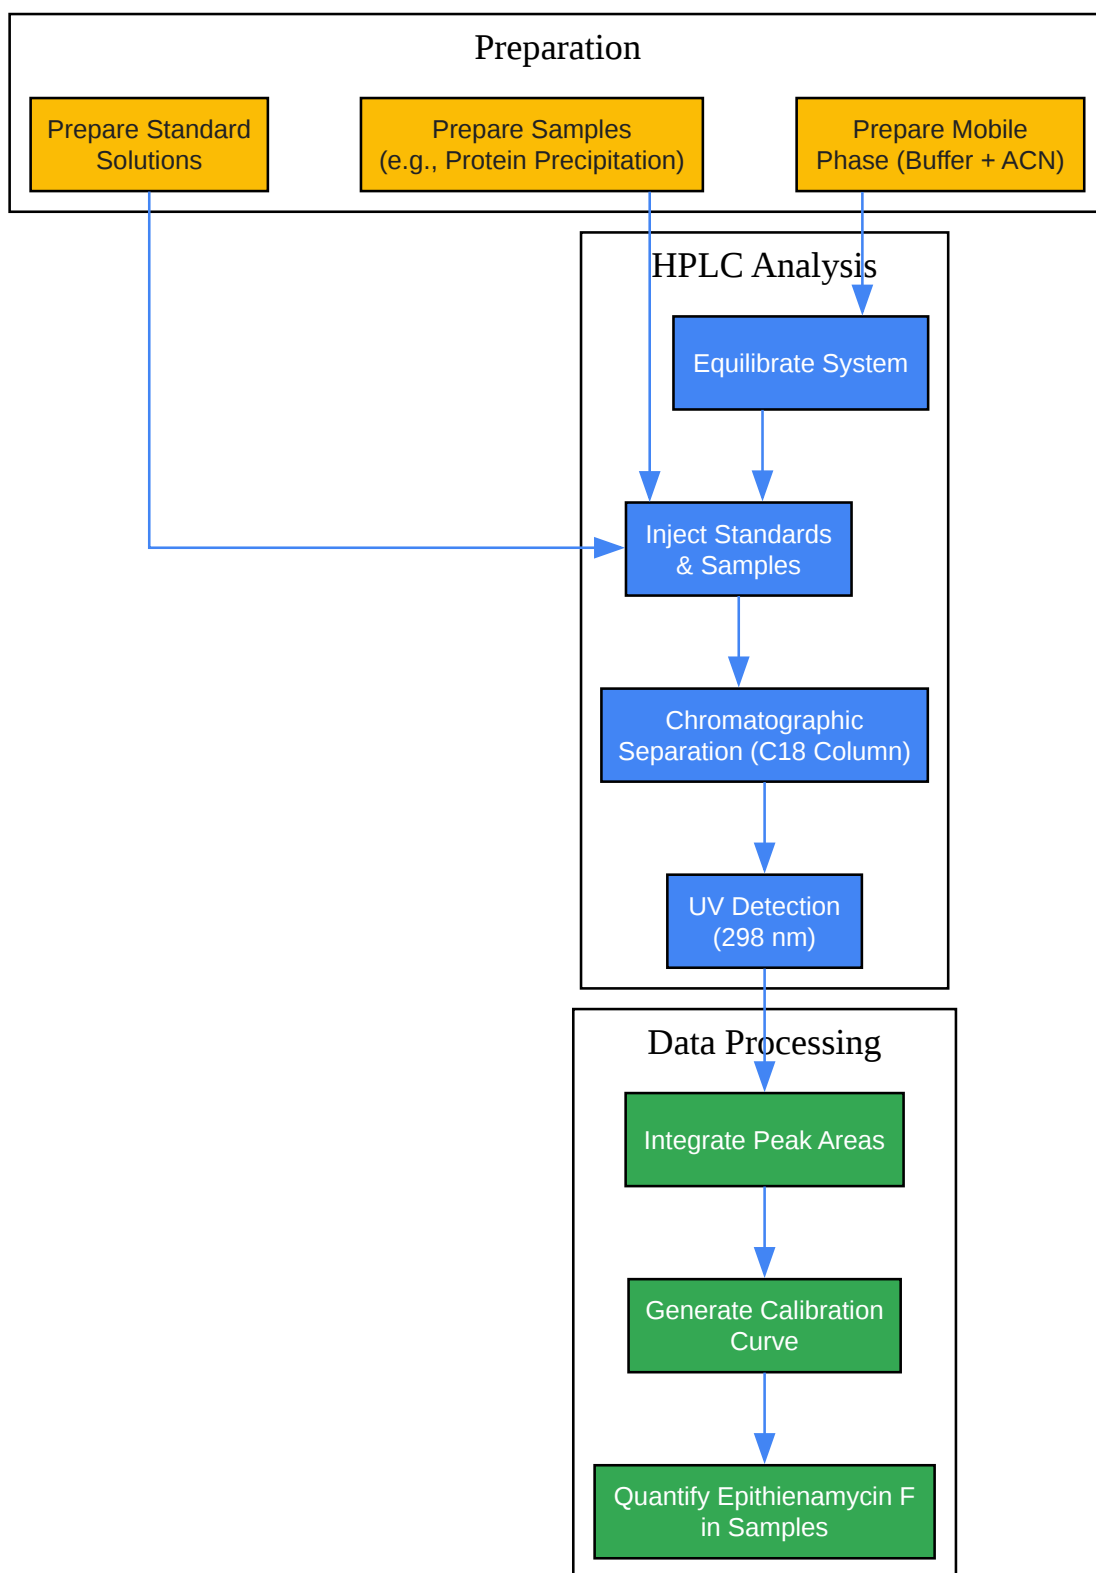 Preparation
Prepare Standard
Solutions
Prepare Samples
(e.g., Protein Precipitation)
Prepare Mobile
Phase (Buffer + ACN)
HPLC Analysis
Equilibrate System
Inject Standards
& Samples
Chromatographic
Separation (C18 Column)
UV Detection
(298 nm)
Data Processing
Integrate Peak Areas
Generate Calibration
Curve
Quantify Epithienamycin F
in Samples